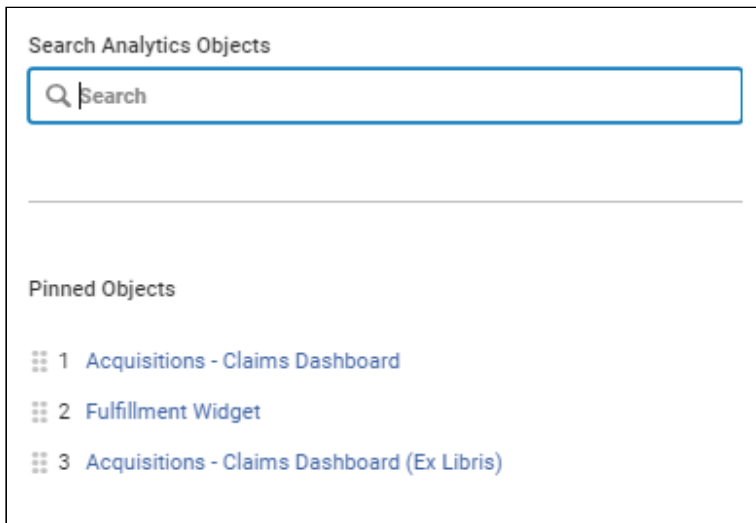 Search Analytics Objects
Search
Pinned Objects
1 Acquisitions - Claims Dashboard
2 Fulfillment Widget
3 Acquisitions - Claims Dashboard (Ex Libris)